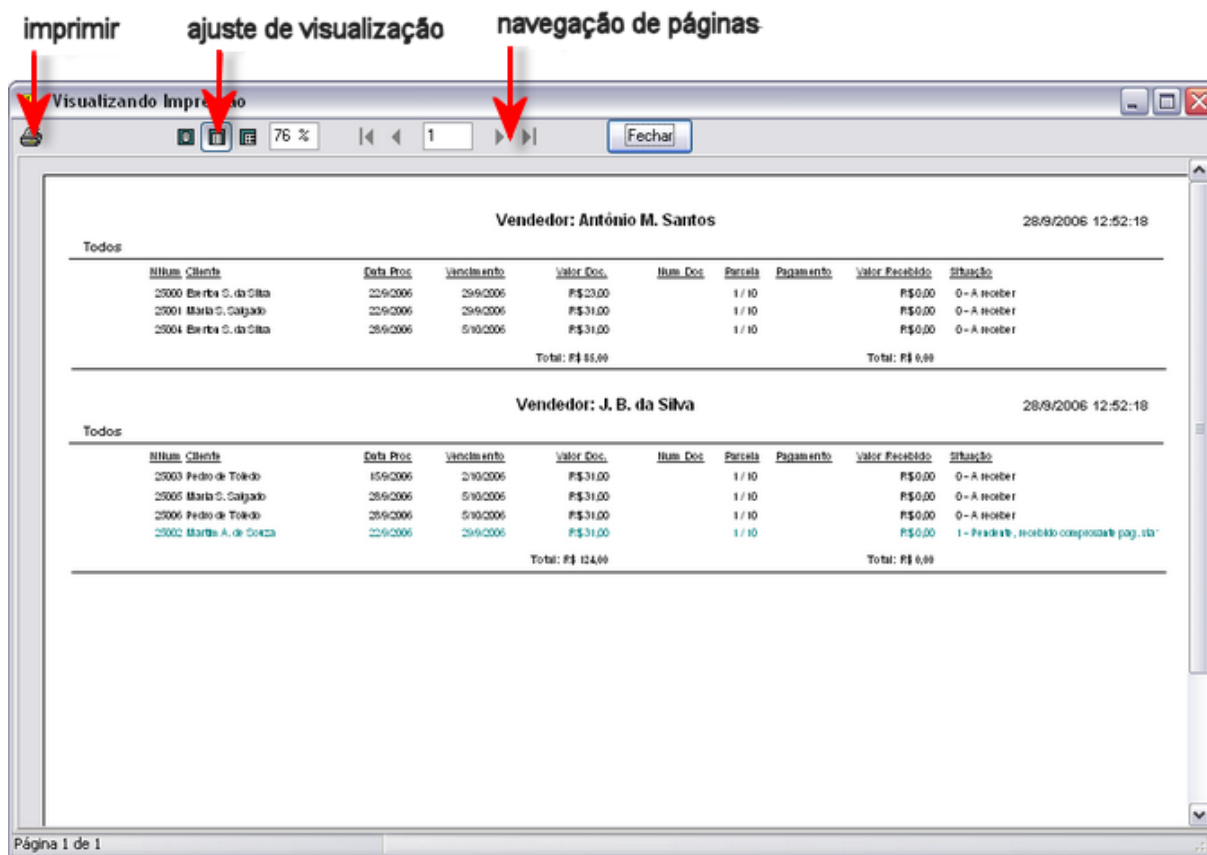 imprimir ajuste de visualização navegação de páginas
Visualizando Impressão
76 % 1 Fechar
Vendedor: António M. Santos 28/9/2006 12:52:18
Todos
NNum Cliente Data Proc Vencimento Valor Doc. Num Doc Parcela Pagamento Valor Recebido Situação
25000 S. da Silva 22/9/2006 29/9/2006 R$ 23,00 1 / 10 R$ 0,00 0 - A receber
25001 Maria S. Salgado 22/9/2006 29/9/2006 R$ 31,00 1 / 10 R$ 0,00 0 - A receber
25004 S. da Silva 28/9/2006 5/10/2006 R$ 31,00 1 / 10 R$ 0,00 0 - A receber
Total: R$ 85,00 Total: R$ 0,00
Vendedor: J. B. da Silva 28/9/2006 12:52:18
Todos
NNum Cliente Data Proc Vencimento Valor Doc. Num Doc Parcela Pagamento Valor Recebido Situação
25003 Pedro de Toledo 15/9/2006 2/10/2006 R$ 31,00 1 / 10 R$ 0,00 0 - A receber
25005 Maria S. Salgado 28/9/2006 5/10/2006 R$ 31,00 1 / 10 R$ 0,00 0 - A receber
25006 Pedro de Toledo 28/9/2006 5/10/2006 R$ 31,00 1 / 10 R$ 0,00 0 - A receber
25002 Martin A. de Souza 22/9/2006 29/9/2006 R$ 31,00 1 / 10 R$ 0,00 1 - Pendente, recebido comprovante pag.
Total: R$ 124,00 Total: R$ 0,00
Página 1 de 1